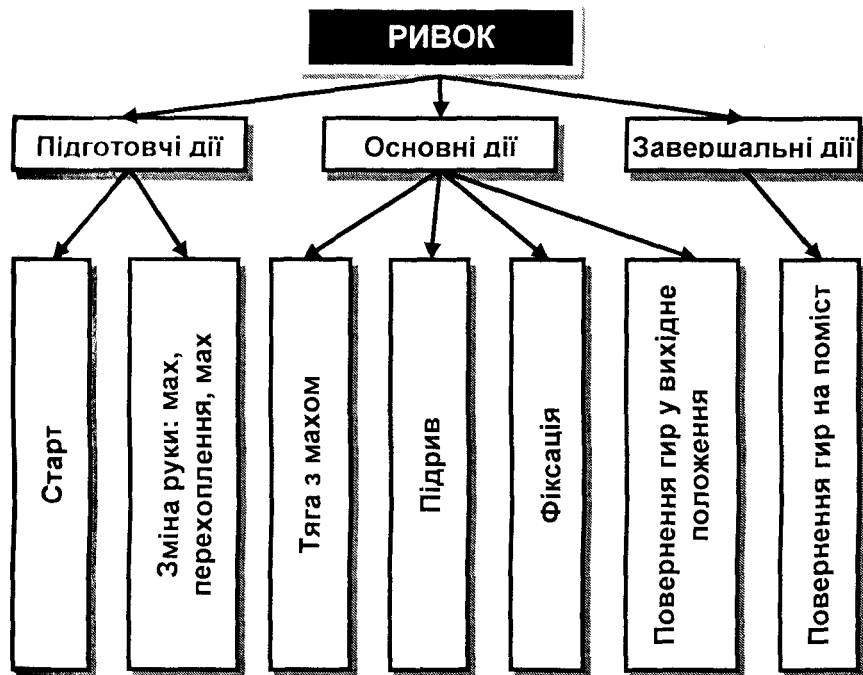 РИВОК
Підготовчі дії
Основні дії
Завершальні дії
Старт
Зміна руки: мах,
перехоплення, мах
Тяга з махом
Підрив
Фіксація
Повернення гир у вихідне
положення
Повернення гир на поміст